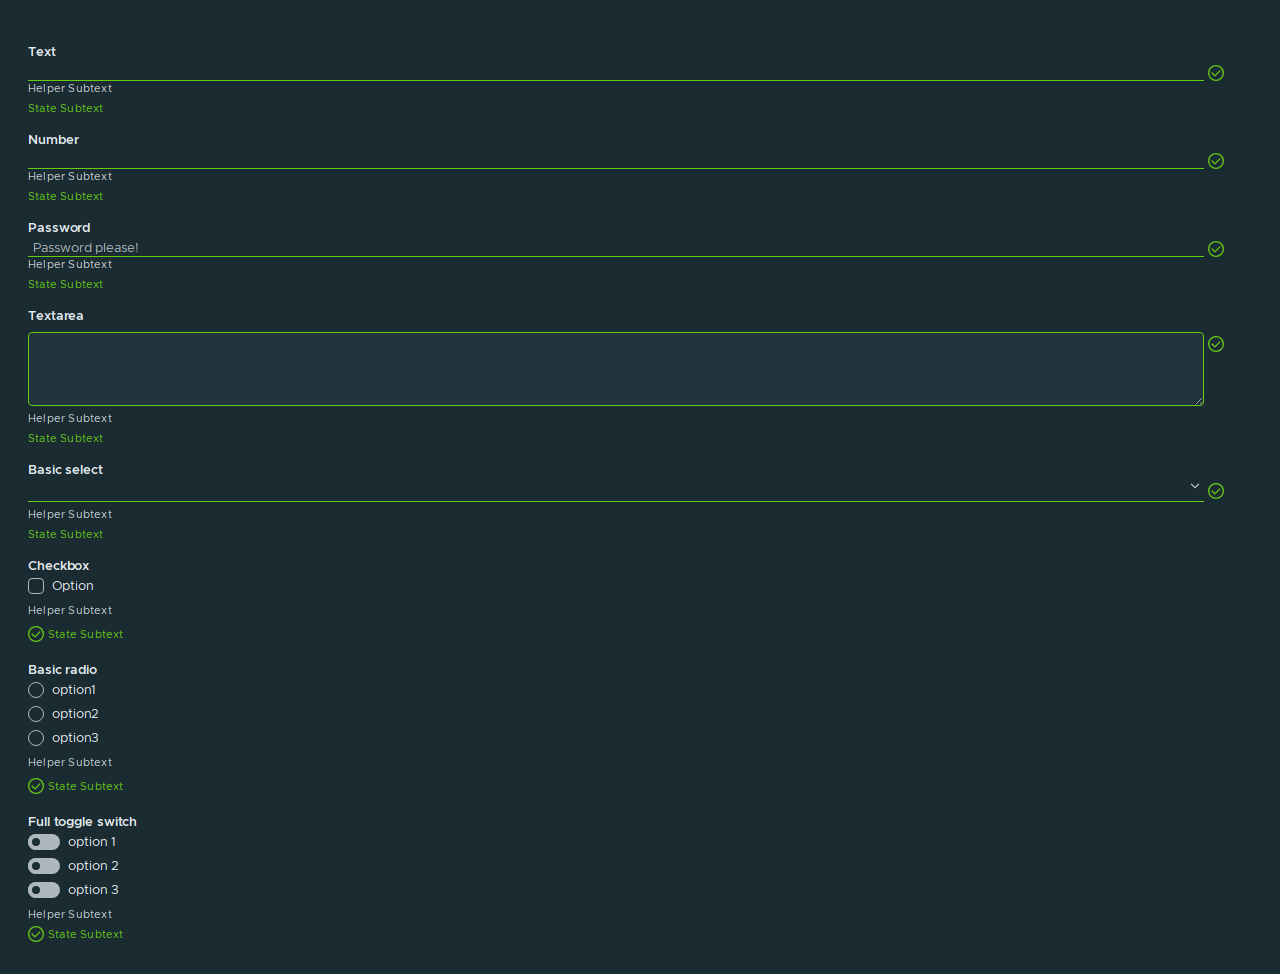 Text
Helper Subtext
State Subtext
Number
Helper Subtext
State Subtext
Password
Password please!
Helper Subtext
State Subtext
Textarea
Helper Subtext
State Subtext
Basic select
Helper Subtext
State Subtext
Checkbox
Option
Helper Subtext
State Subtext
Basic radio
option1
option2
option3
Helper Subtext
State Subtext
Full toggle switch
option 1
option 2
option 3
Helper Subtext
State Subtext